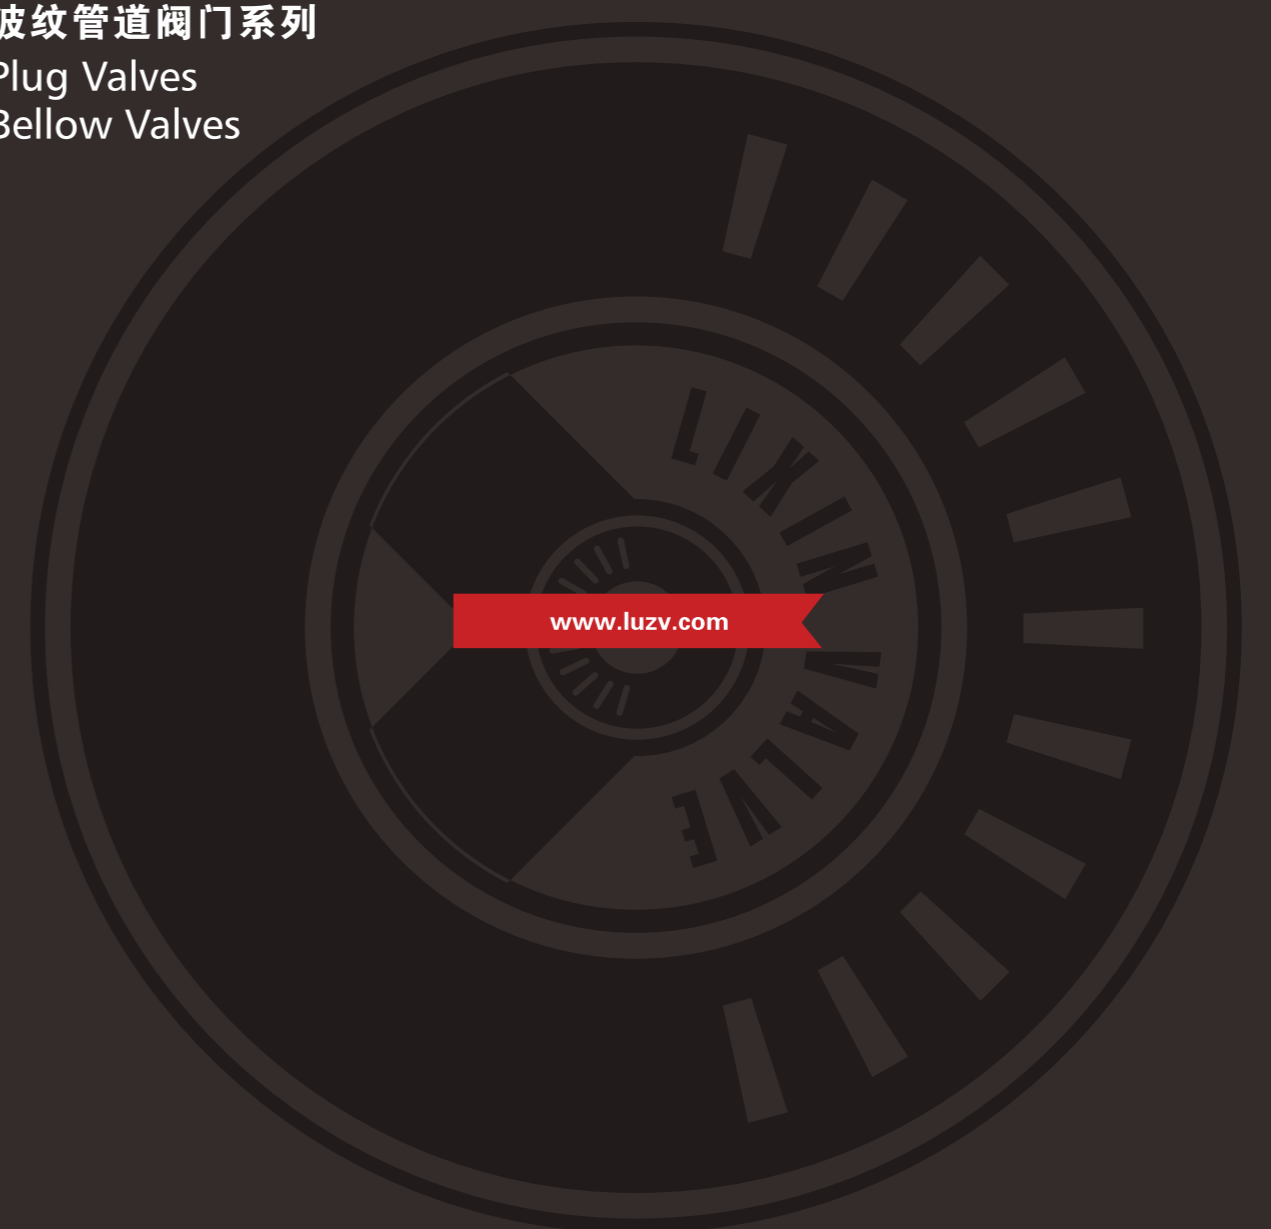 波纹管道阀门系列
Plug Valves
Bellow Valves
LIXIN VALVE
www.luzv.com